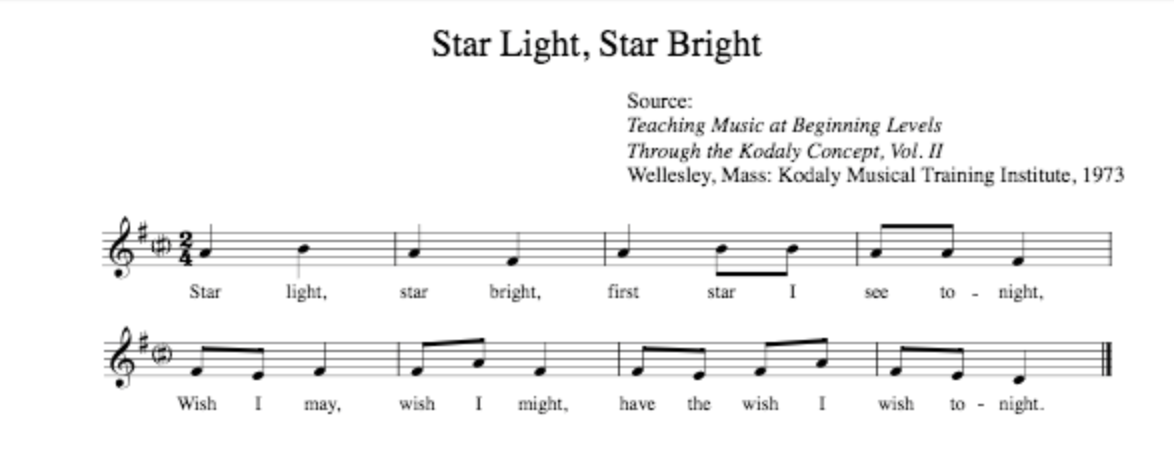 Star Light, Star Bright
Source:
Teaching Music at Beginning Levels
Through the Kodaly Concept, Vol. II
Wellesley, Mass: Kodaly Musical Training Institute, 1973
2
4
Star light, star bright, first star I see to - night,
Wish I may, wish I might, have the wish I wish to - night.